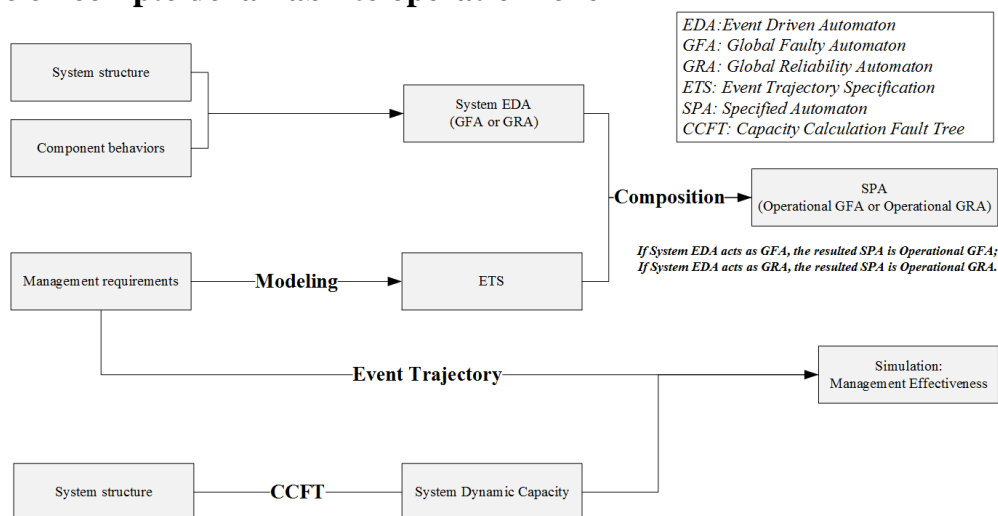 EDA:Event Driven Automaton
GFA: Global Faulty Automaton
GRA: Global Reliability Automaton
ETS: Event Trajectory Specification
SPA: Specified Automaton
CCFT: Capacity Calculation Fault Tree
System structure
Component behaviors
System EDA
(GFA or GRA)
Composition
SPA
(Operational GFA or Operational GRA)
If System EDA acts as GFA, the resulted SPA is Operational GFA;
If System EDA acts as GRA, the resulted SPA is Operational GRA.
Management requirements
Modeling
ETS
Event Trajectory
Simulation:
Management Effectiveness
System structure
CCFT
System Dynamic Capacity